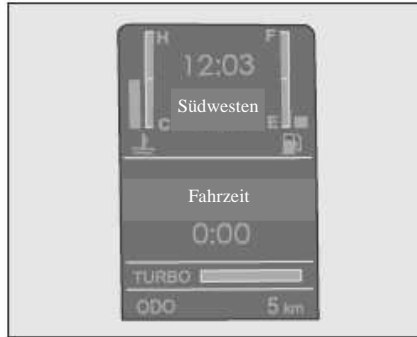 H F
12:03
Südwesten
C E
Fahrzeit
0:00
TURBO
ODO 5 km